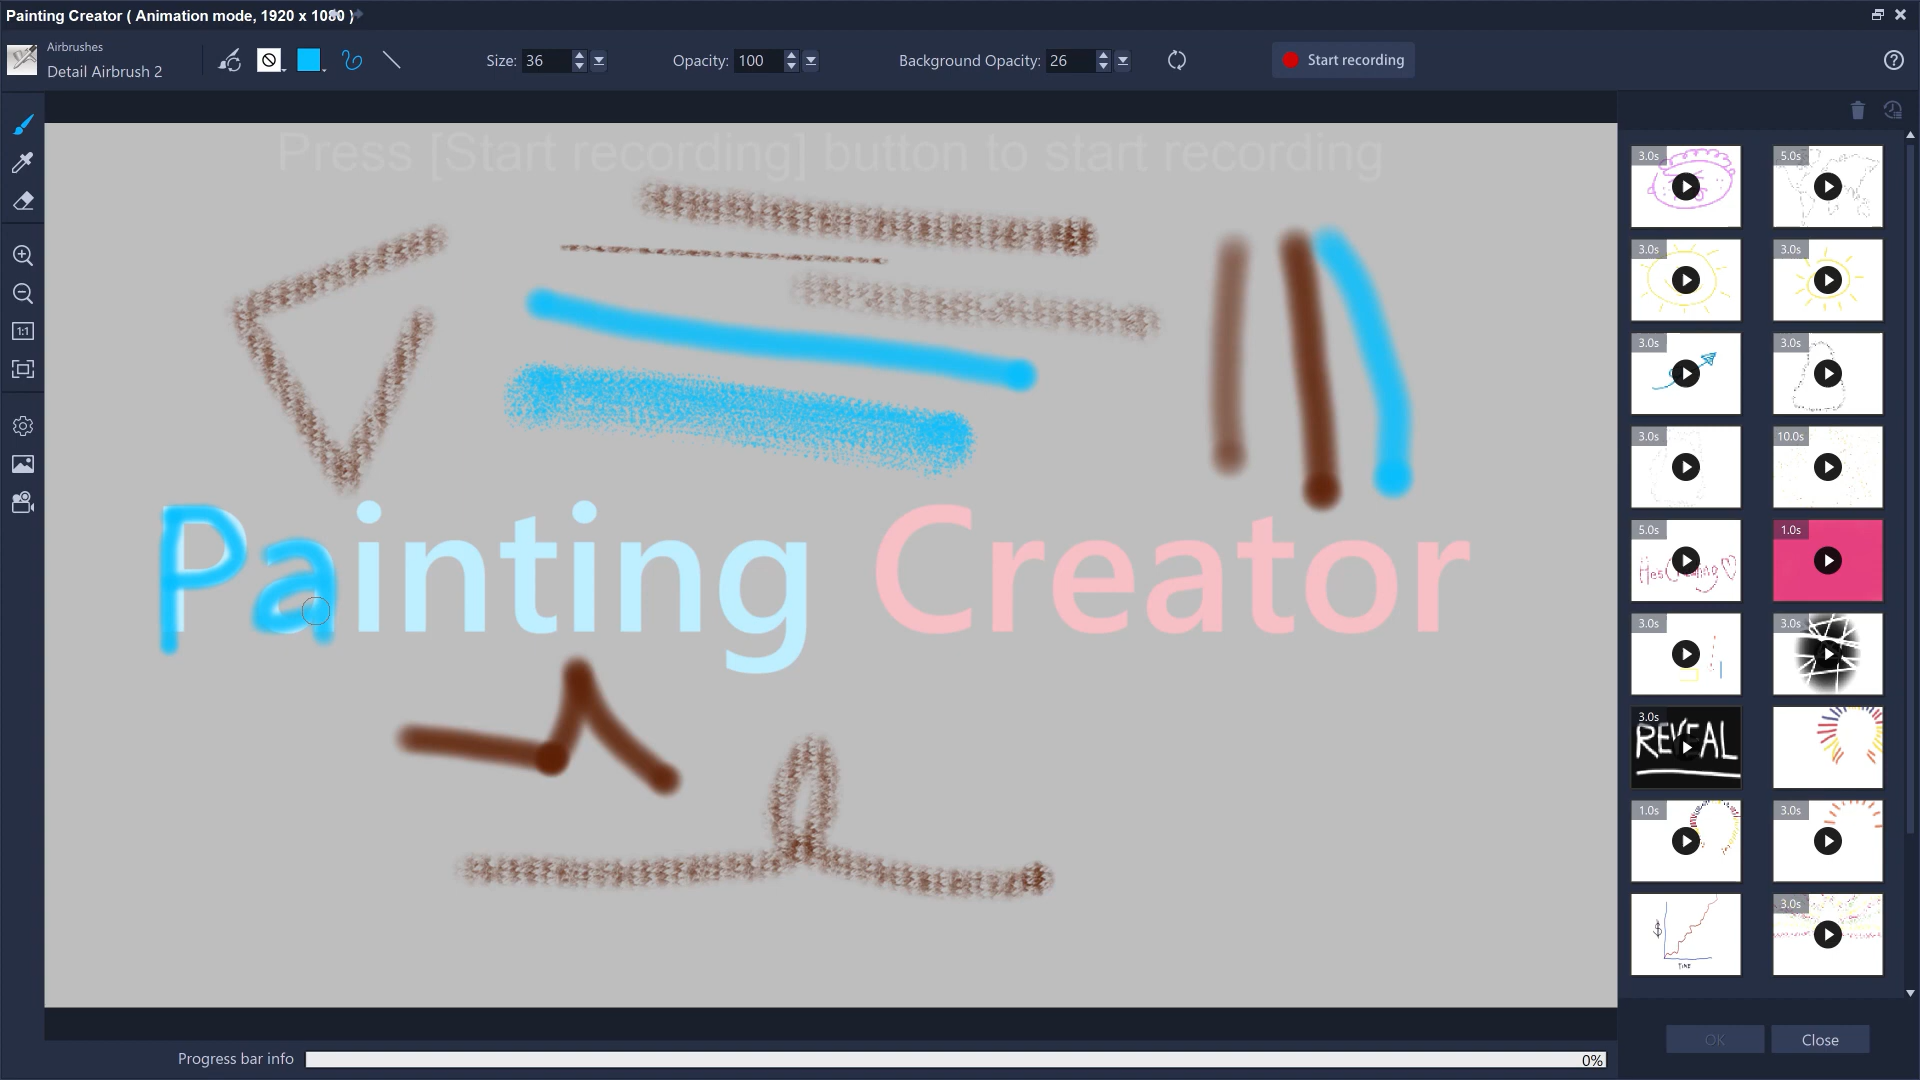 Painting Creator ( Animation mode, 1920 x 1080 )
Airbrushes
Detail Airbrush 2
Size: 36
Opacity: 100
Background Opacity: 26
Start recording
Press [Start recording] button to start recording
3.0s
5.0s
3.0s
3.0s
1:1
3.0s
3.0s
3.0s
10.0s
Painting Creator
5.0s
1.0s
3.0s
3.0s
3.0s
REVEAL
1.0s
3.0s
$
TIME
3.0s
OK
Close
Progress bar info
0%